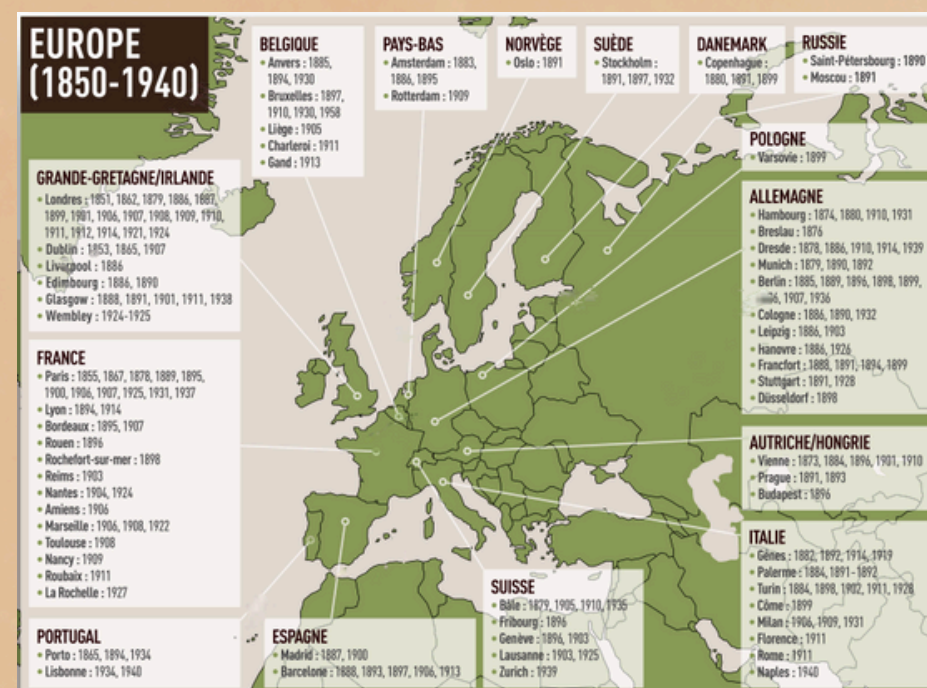 EUROPE
(1850-1940)
BELGIQUE
• Anvers : 1885,
1894, 1930
• Bruxelles : 1897,
1910, 1930, 1958
• Liège : 1905
• Charleroi : 1911
• Gand : 1913
PAYS-BAS
• Amsterdam : 1883,
1886, 1895
• Rotterdam : 1909
NORVÈGE
• Oslo : 1891
SUÈDE
• Stockholm :
1891, 1897, 1932
DANEMARK
• Copenhague :
1880, 1891, 1899
RUSSIE
• Saint-Pétersbourg : 1890
• Moscou : 1891
POLOGNE
• Varsovie : 1899
GRANDE-GRETAGNE/IRLANDE
• Londres : 1851, 1862, 1879, 1886, 1887,
1899, 1901, 1906, 1907, 1908, 1909, 1910,
1911, 1912, 1914, 1921, 1924
• Dublin : 1853, 1865, 1907
• Liverpool : 1886
• Edimbourg : 1886, 1890
• Glasgow : 1888, 1891, 1901, 1911, 1938
• Wembley : 1924-1925
ALLEMAGNE
• Hambourg : 1874, 1880, 1910, 1931
• Breslau : 1876
• Dresde : 1878, 1886, 1910, 1914, 1939
• Munich : 1879, 1890, 1892
• Berlin : 1885, 1889, 1896, 1898, 1899,
1907, 1936
• Cologne : 1886, 1890, 1932
• Leipzig : 1886, 1903
• Hanovre : 1886, 1926
• Francfort : 1888, 1891, 1894, 1899
• Stuttgart : 1891, 1928
• Düsseldorf : 1898
FRANCE
• Paris : 1855, 1867, 1878, 1889, 1895,
1900, 1906, 1907, 1925, 1931, 1937
• Lyon : 1894, 1914
• Bordeaux : 1895, 1907
• Rouen : 1896
• Rochefort-sur-mer : 1898
• Reims : 1903
• Nantes : 1904, 1924
• Amiens : 1906
• Marseille : 1906, 1908, 1922
• Toulouse : 1908
• Nancy : 1909
• Roubaix : 1911
• La Rochelle : 1927
AUTRICHE/HONGRIE
• Vienne : 1873, 1884, 1896, 1901, 1910
• Prague : 1891, 1893
• Budapest : 1896
ITALIE
• Gênes : 1882, 1892, 1914, 1919
• Palerme : 1884, 1891-1892
• Turin : 1884, 1898, 1902, 1911, 1928
• Côme : 1899
• Milan : 1906, 1909, 1931
• Florence : 1911
• Rome : 1911
• Naples : 1940
SUISSE
• Bâle : 1879, 1905, 1910, 1935
• Fribourg : 1896
• Genève : 1896, 1903
• Lausanne : 1903, 1925
• Zurich : 1939
PORTUGAL
• Porto : 1865, 1894, 1934
• Lisbonne : 1934, 1940
ESPAGNE
• Madrid : 1887, 1900
• Barcelone : 1888, 1893, 1897, 1906, 1913